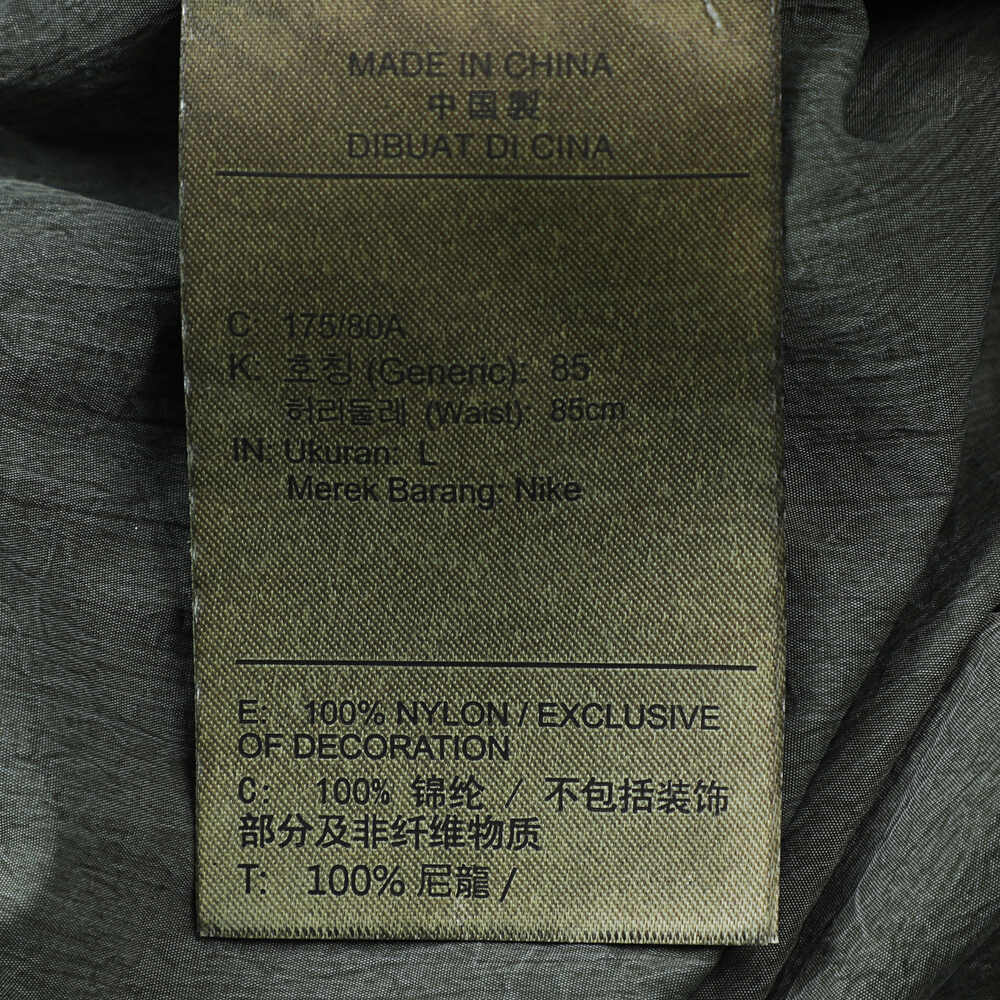 MADE IN CHINA
中国製
DIBUAT DI CINA
C: 175/80A
K: 호칭 (Generic): 85
허리둘레 (Waist): 85cm
IN: Ukuran: L
Merek Barang: Nike
E: 100% NYLON / EXCLUSIVE
OF DECORATION
C: 100% 锦纶 / 不包括装饰
部分及非纤维物质
T: 100% 尼龍 /